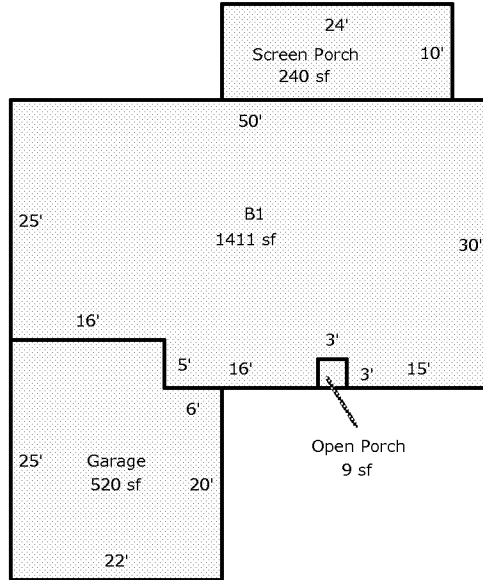 24'
Screen Porch
10'
240 sf
50'
25'
B1
1411 sf
30'
16'
3'
5'
16'
3'
15'
6'
Open Porch
9 sf
25'
Garage
520 sf
20'
22'